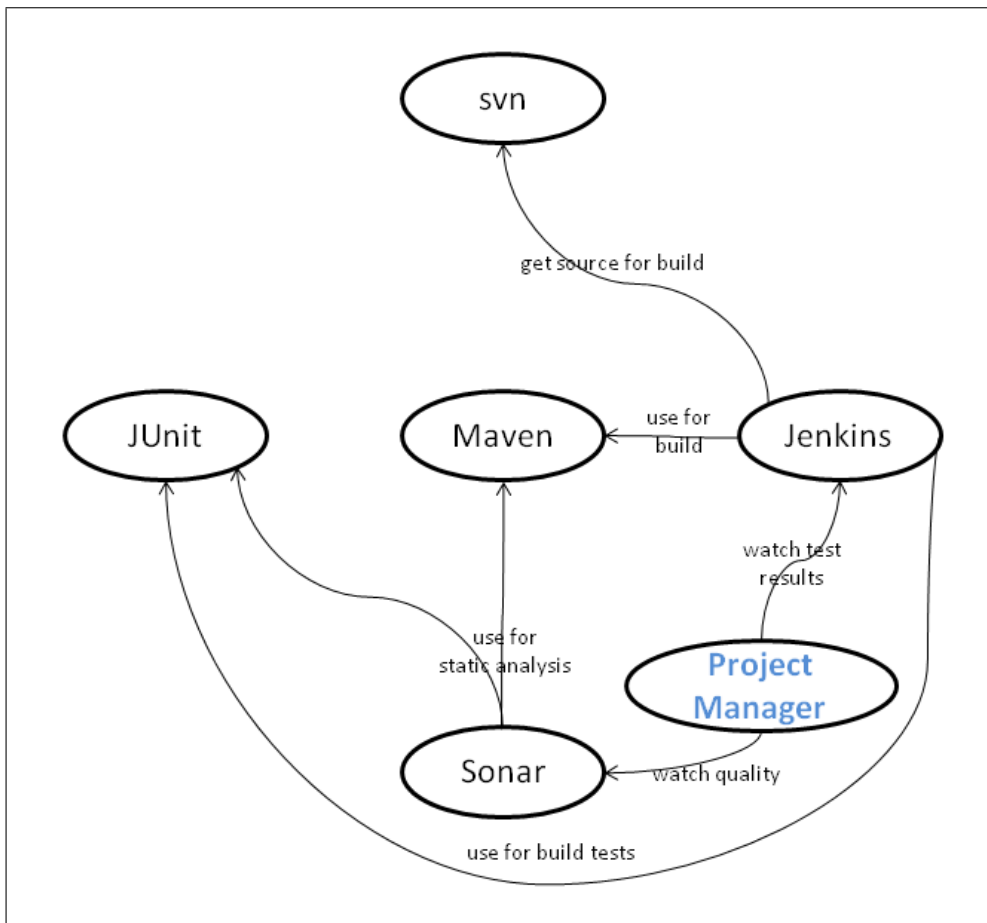 svn
get source for build
JUnit
Maven
use for
build
Jenkins
watch test
results
use for
static analysis
Project
Manager
Sonar
watch quality
use for build tests